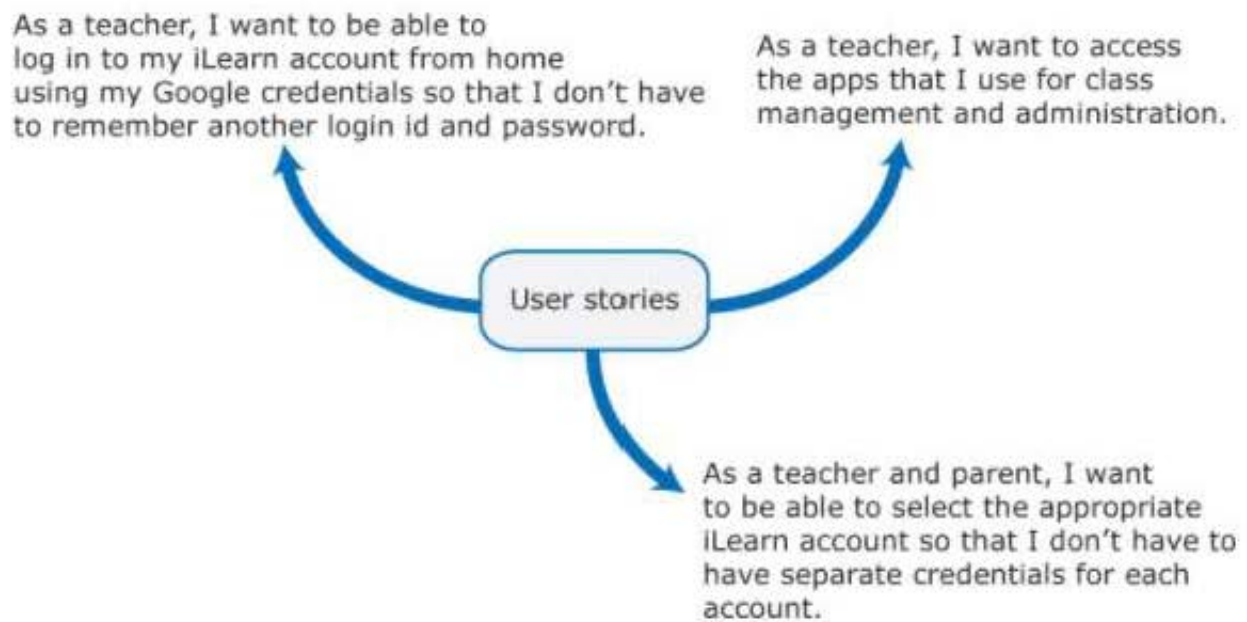 As a teacher, I want to be able to
log in to my iLearn account from home
using my Google credentials so that I don't have
to remember another login id and password.
As a teacher, I want to access
the apps that I use for class
management and administration.
User stories
As a teacher and parent, I want
to be able to select the appropriate
iLearn account so that I don't have to
have separate credentials for each
account.